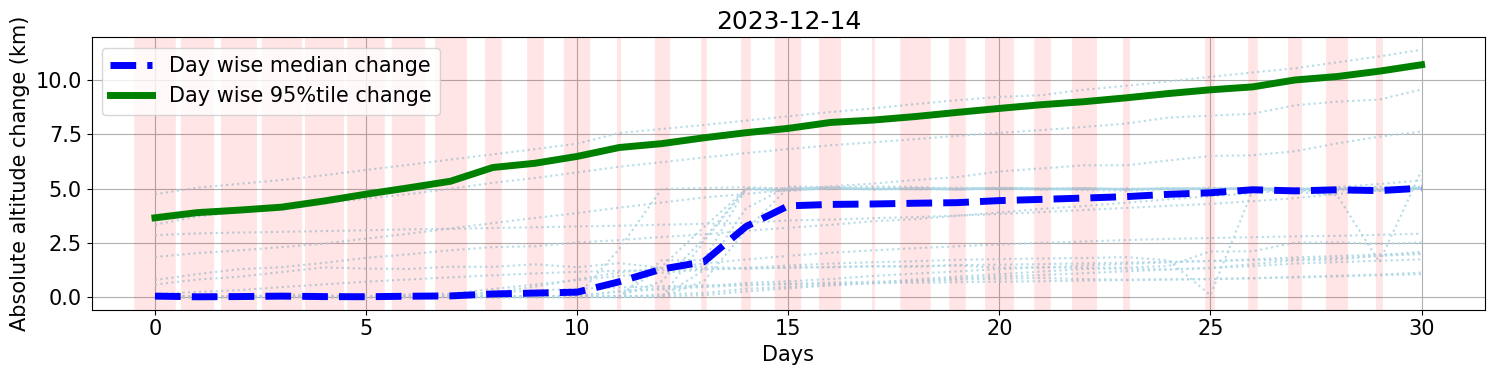 2023-12-14
Absolute altitude change (km)
10.0
7.5
5.0
2.5
0.0
Day wise median change
Day wise 95%tile change
0 5 10 15 20 25 30
Days